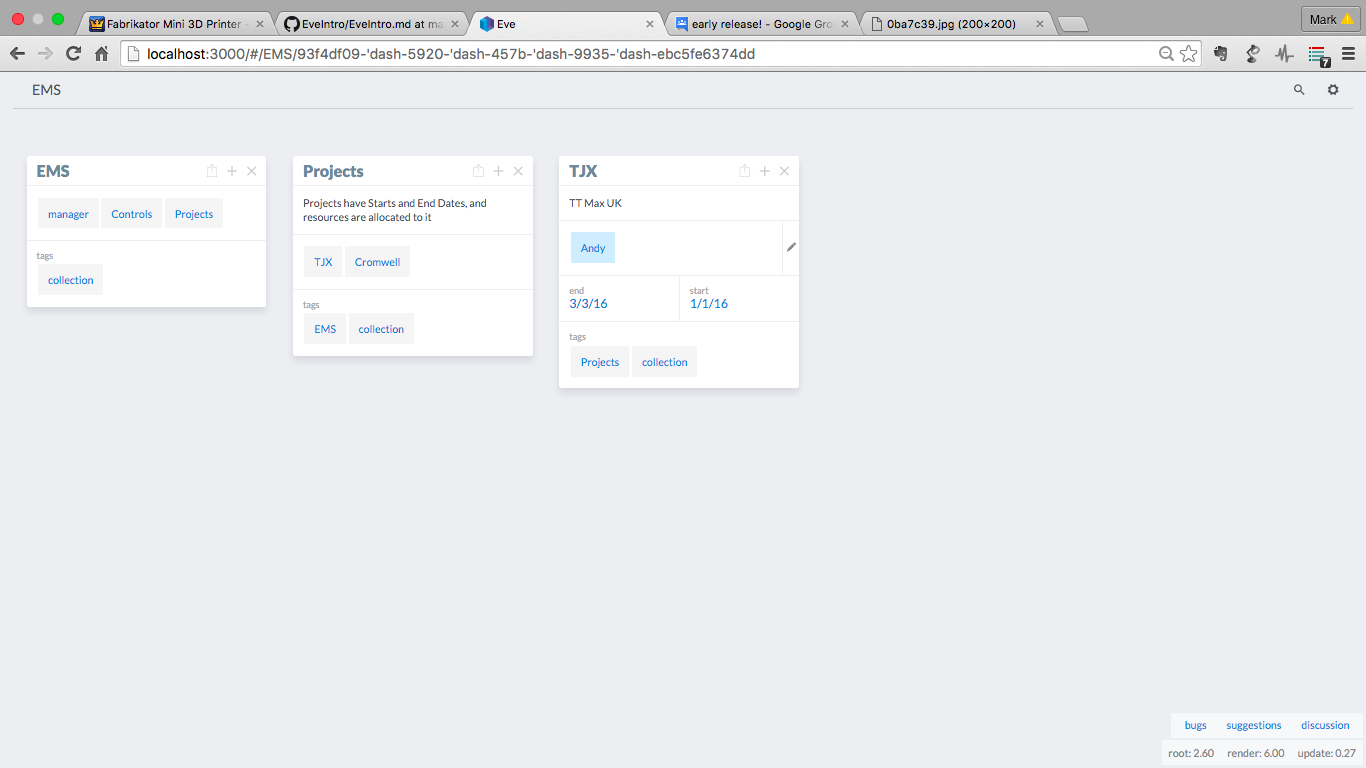 Fabrikator Mini 3D Printer -
EveIntro/EveIntro.md at ma
Eve
early release! - Google Gro
0ba7c39.jpg (200×200)
Mark
localhost:3000/#/EMS/93f4df09-'dash-5920-'dash-457b-'dash-9935-'dash-ebc5fe6374dd
7
EMS
EMS
manager Controls Projects
tags
collection
Projects
Projects have Starts and End Dates, and
resources are allocated to it
TJX Cromwell
tags
EMS collection
TJX
TT Max UK
Andy
end start
3/3/16 1/1/16
tags
Projects collection
bugs suggestions discussion
root: 2.60 render: 6.00 update: 0.27